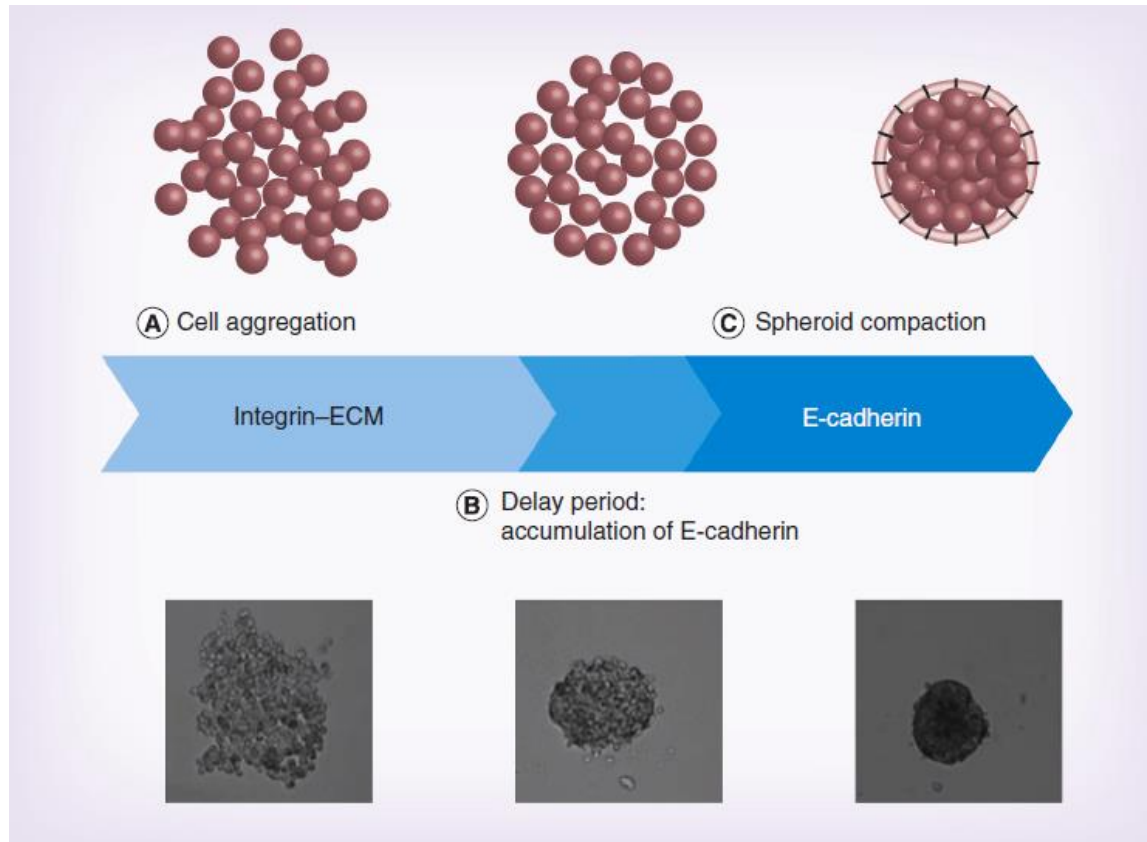 A Cell aggregation
C Spheroid compaction
Integrin–ECM
E-cadherin
B Delay period:
accumulation of E-cadherin